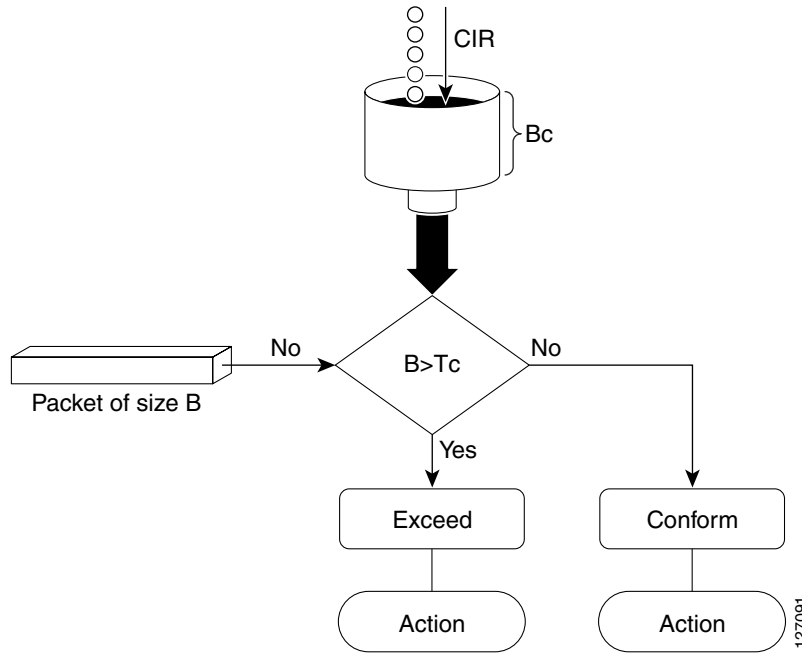 CIR
Bc
No
B>Tc
No
Packet of size B
Yes
Exceed
Conform
Action
Action
127091